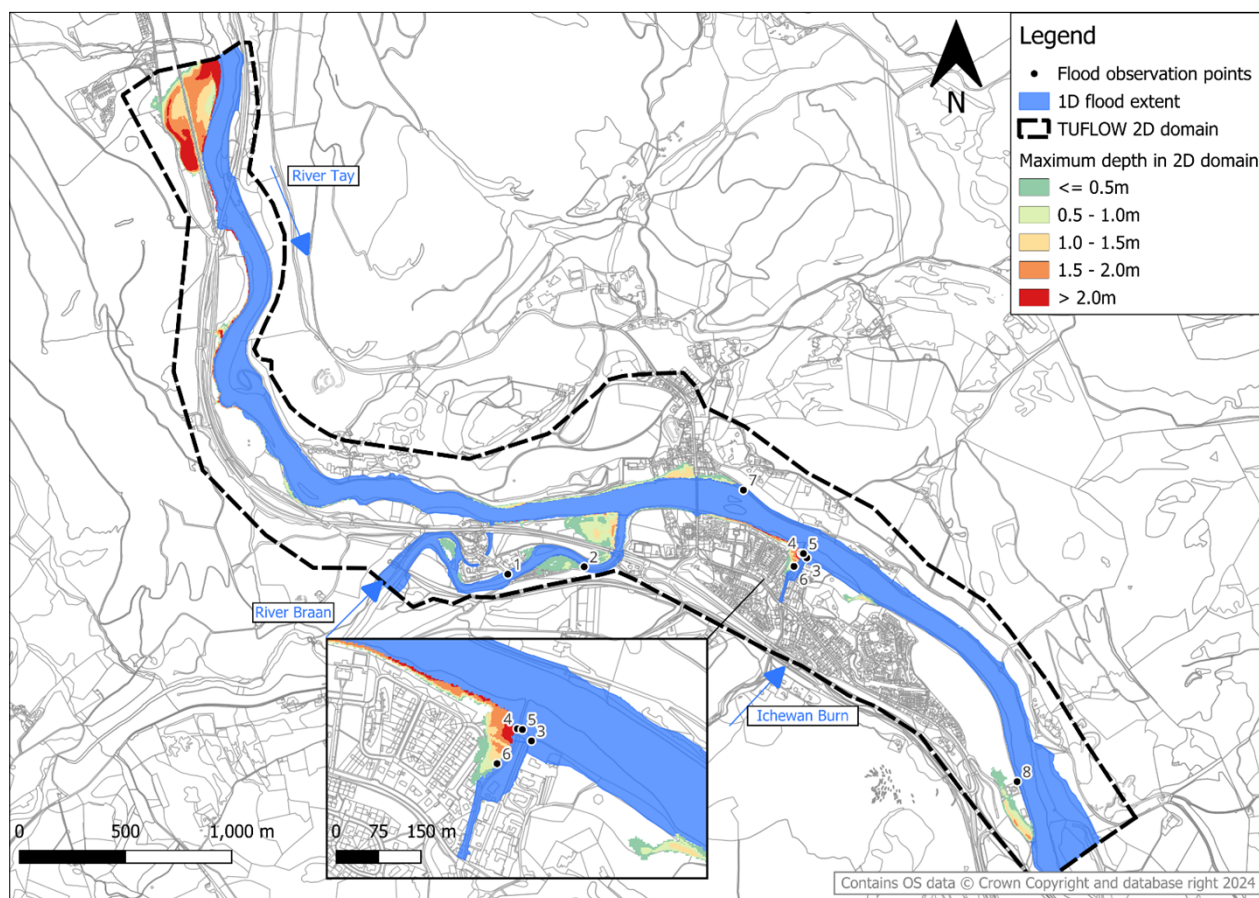 Legend
Flood observation points
1D flood extent
TUFLOW 2D domain
Maximum depth in 2D domain
<= 0.5m
0.5 - 1.0m
1.0 - 1.5m
1.5 - 2.0m
> 2.0m
N
River Tay
7
4 5
3
6
1
2
River Braan
Ichewan Burn
4 5
3
6
8
0 500 1,000 m
0 75 150 m
Contains OS data © Crown Copyright and database right 2024